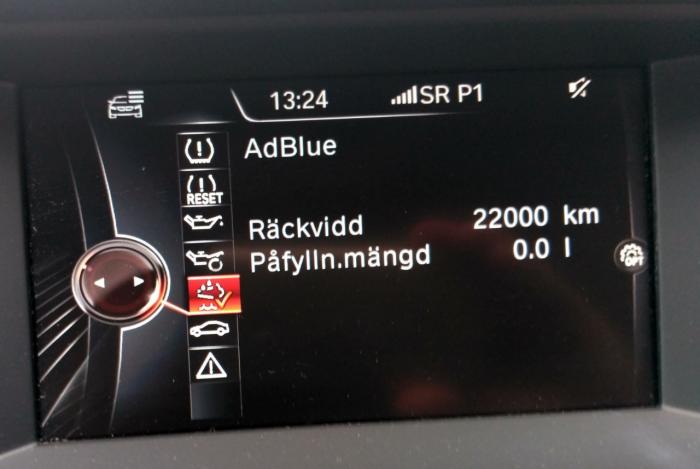 13:24 SR P1
AdBlue
RESET
Räckvidd 22000 km
Påfylln.mängd 0.0 l
OPT